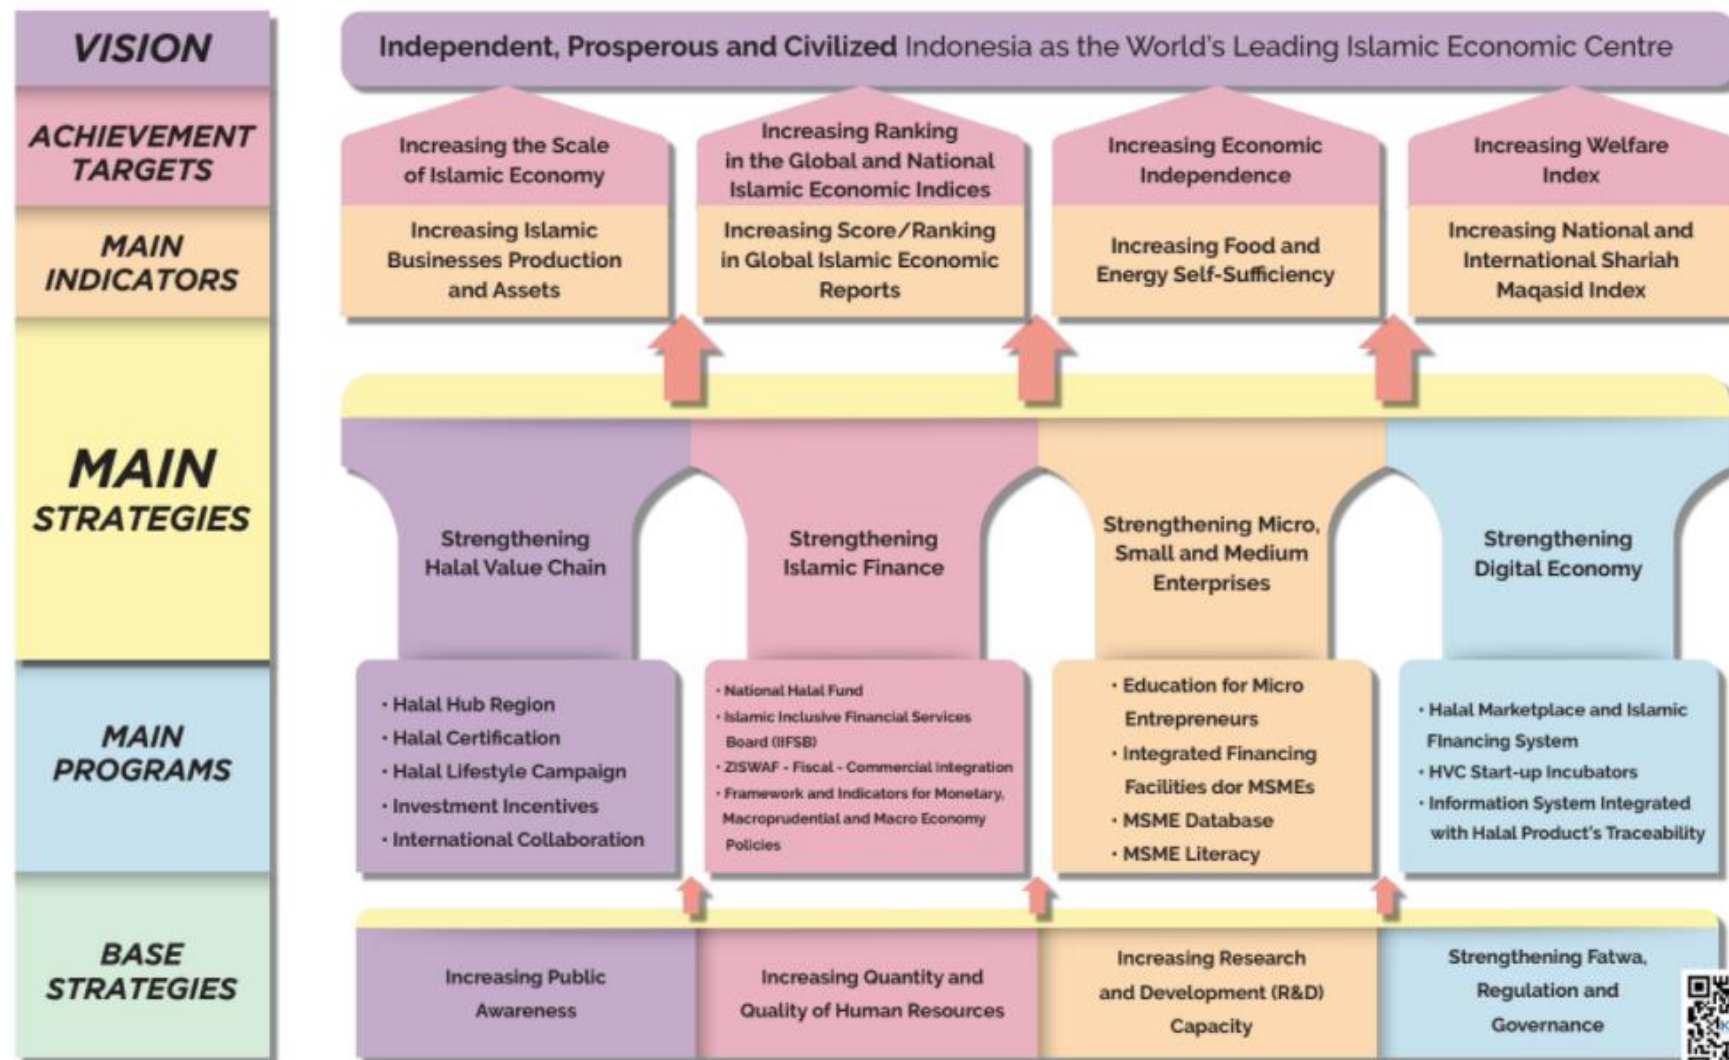 VISION
Independent, Prosperous and Civilized Indonesia as the World's Leading Islamic Economic Centre
ACHIEVEMENT
TARGETS
Increasing the Scale
of Islamic Economy
Increasing Ranking
in the Global and National
Islamic Economic Indices
Increasing Economic
Independence
Increasing Welfare
Index
MAIN
INDICATORS
Increasing Islamic
Businesses Production
and Assets
Increasing Score/Ranking
in Global Islamic Economic
Reports
Increasing Food and
Energy Self-Sufficiency
Increasing National and
International Shariah
Maqasid Index
MAIN
STRATEGIES
Strengthening
Halal Value Chain
Strengthening
Islamic Finance
Strengthening Micro,
Small and Medium
Enterprises
Strengthening
Digital Economy
MAIN
PROGRAMS
• Halal Hub Region
• Halal Certification
• Halal Lifestyle Campaign
• Investment Incentives
• International Collaboration
• National Halal Fund
• Islamic Inclusive Financial Services
Board (IIFSB)
• ZISWAF - Fiscal - Commercial Integration
• Framework and Indicators for Monetary,
Macroprudential and Macro Economy
Policies
• Education for Micro
Entrepreneurs
• Integrated Financing
Facilities dor MSMEs
• MSME Database
• MSME Literacy
• Halal Marketplace and Islamic
FInancing System
• HVC Start-up Incubators
• Information System Integrated
with Halal Product's Traceability
BASE
STRATEGIES
Increasing Public
Awareness
Increasing Quantity and
Quality of Human Resources
Increasing Research
and Development (R&D)
Capacity
Strengthening Fatwa,
Regulation and
Governance